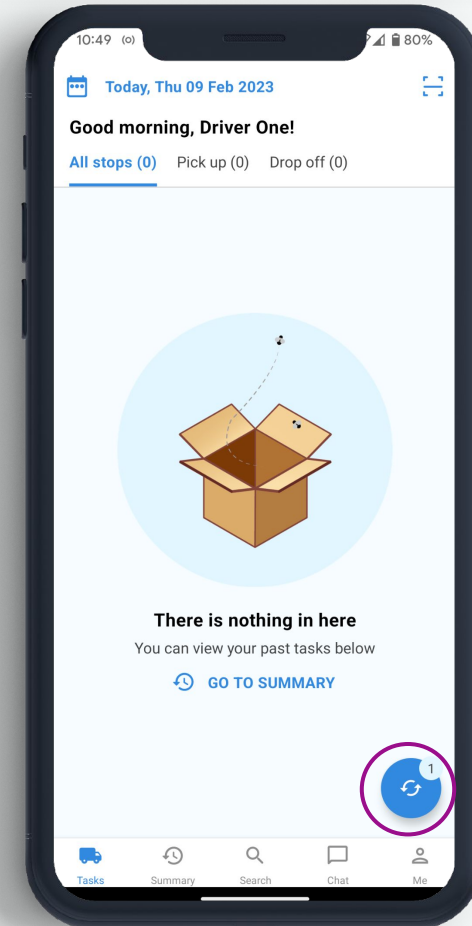 10:49
80%
Today, Thu 09 Feb 2023
Good morning, Driver One!
All stops (0) Pick up (0) Drop off (0)
There is nothing in here
You can view your past tasks below
GO TO SUMMARY
1
Tasks Summary Search Chat Me